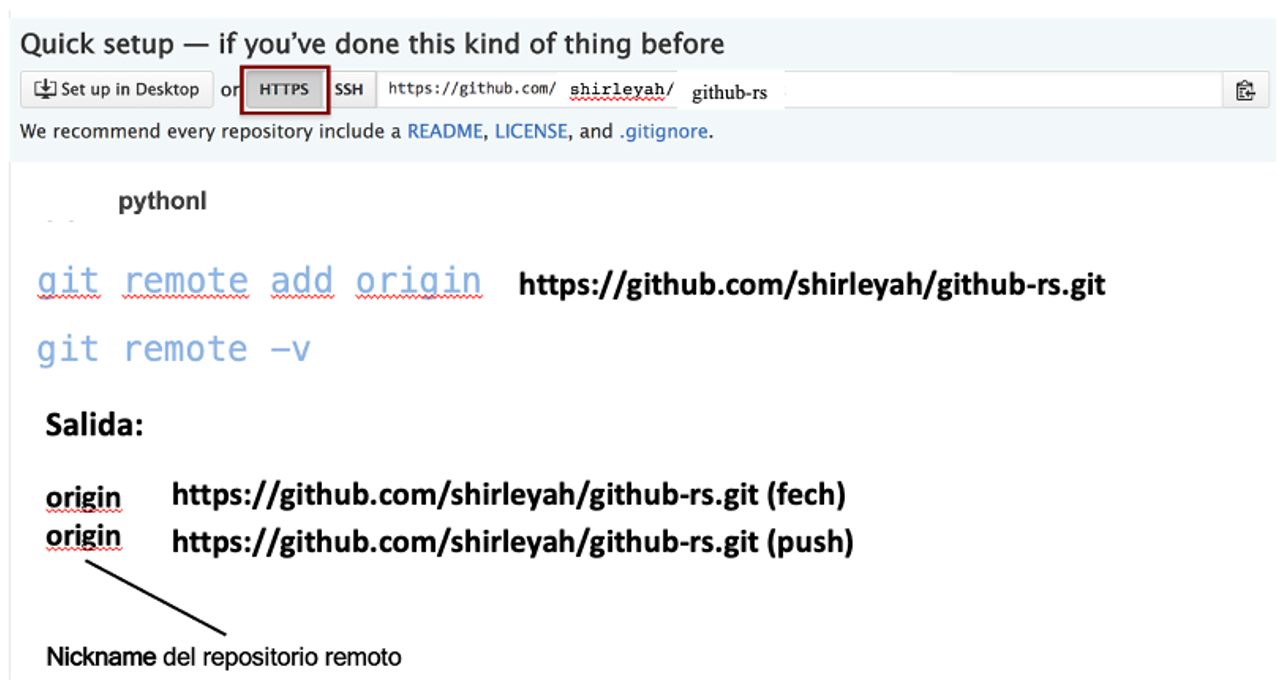 Quick setup — if you’ve done this kind of thing before
Set up in Desktop or HTTPS SSH https://github.com/ shirleyah/ github-rs
We recommend every repository include a README, LICENSE, and .gitignore.
pythonl
git remote add origin https://github.com/shirleyah/github-rs.git
git remote -v
Salida:
origin https://github.com/shirleyah/github-rs.git (fech)
origin https://github.com/shirleyah/github-rs.git (push)
Nickname del repositorio remoto